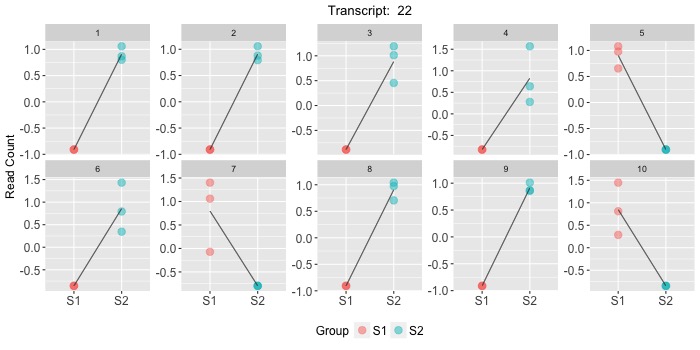 Transcript: 22
1 2 3 4 5
1.0 1.0 1.0 1.5 1.0
0.5 0.5 0.5 1.0 0.5
0.0 0.0 0.0 0.5 0.0
-0.5 -0.5 -0.5 0.0 -0.5
-1.0 -1.0 -0.5 -1.0
Read Count
6 7 8 9 10
1.5 1.5 1.0 1.0 1.5
1.0 1.0 0.5 0.5 1.0
0.5 0.5 0.0 0.0 0.5
0.0 0.0 -0.5 -0.5 0.0
-0.5 -0.5 -1.0 -1.0 -0.5
S1 S2 S1 S2 S1 S2 S1 S2 S1 S2
Group S1 S2